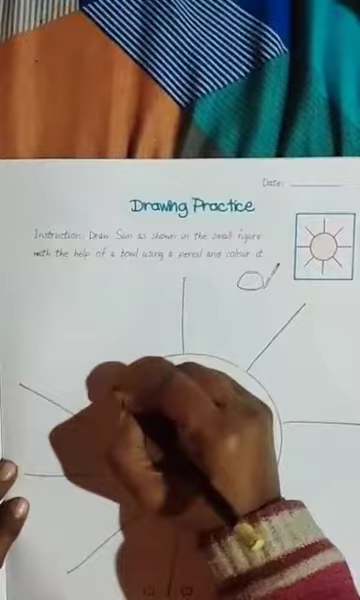 Date: ________
Drawing Practice
Instruction: Draw Sun as shown in the small figure
with the help of a bowl using a pencil and colour it.